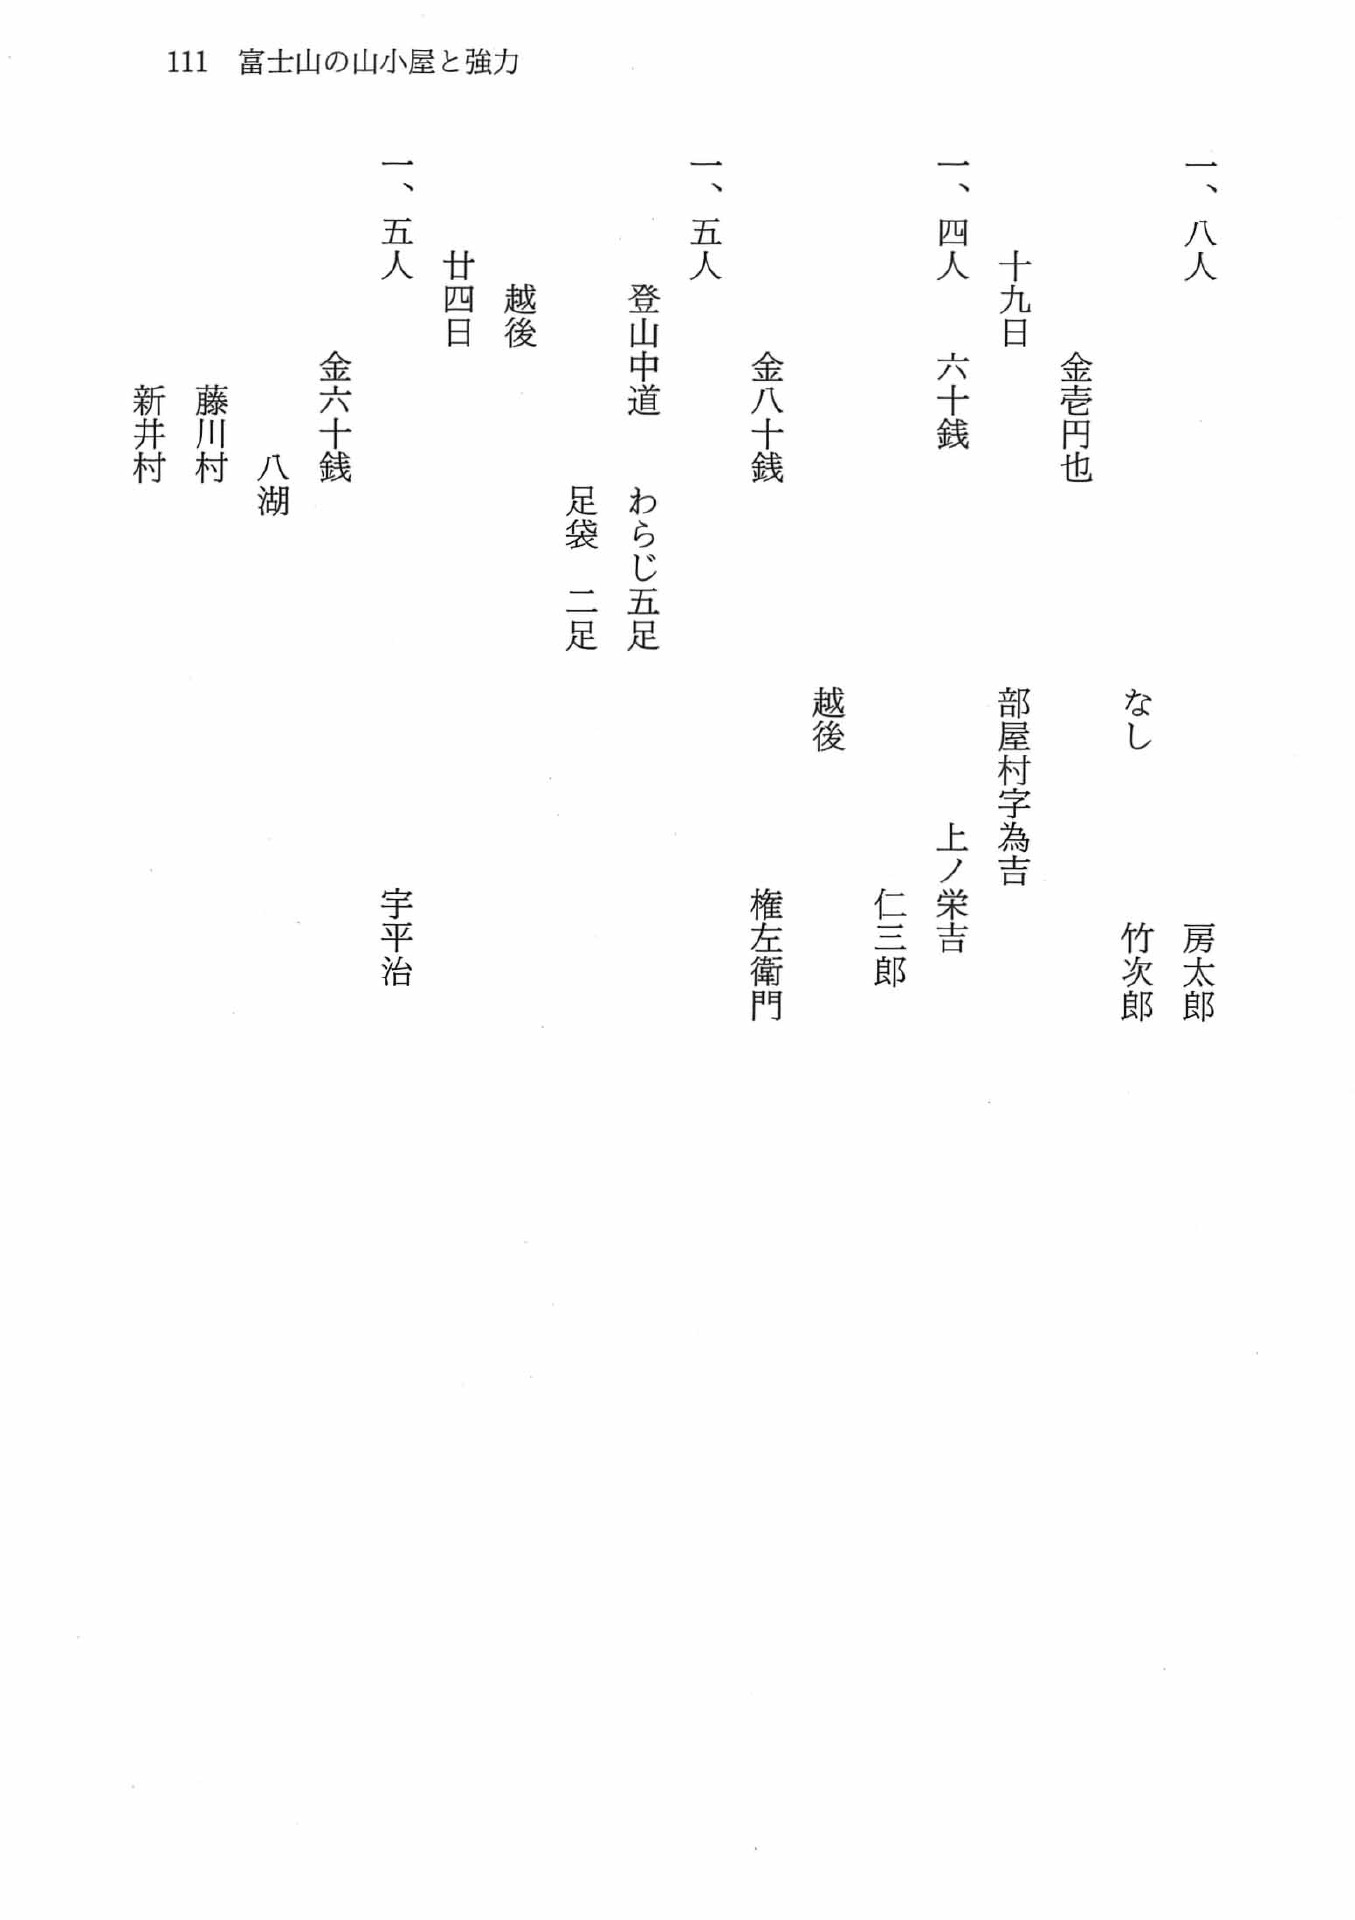 111 富士山の山小屋と強力
一、八人 房太郎
なし 竹次郎
金壱円也
十九日 部屋村字為吉
一、四人 六十銭 上ノ栄吉
仁三郎
越後
金八十銭 権左衛門
一、五人
登山中道 わらじ五足
足袋 二足
越後
廿四日
一、五人 宇平治
金六十銭
八湖
藤川村
新井村